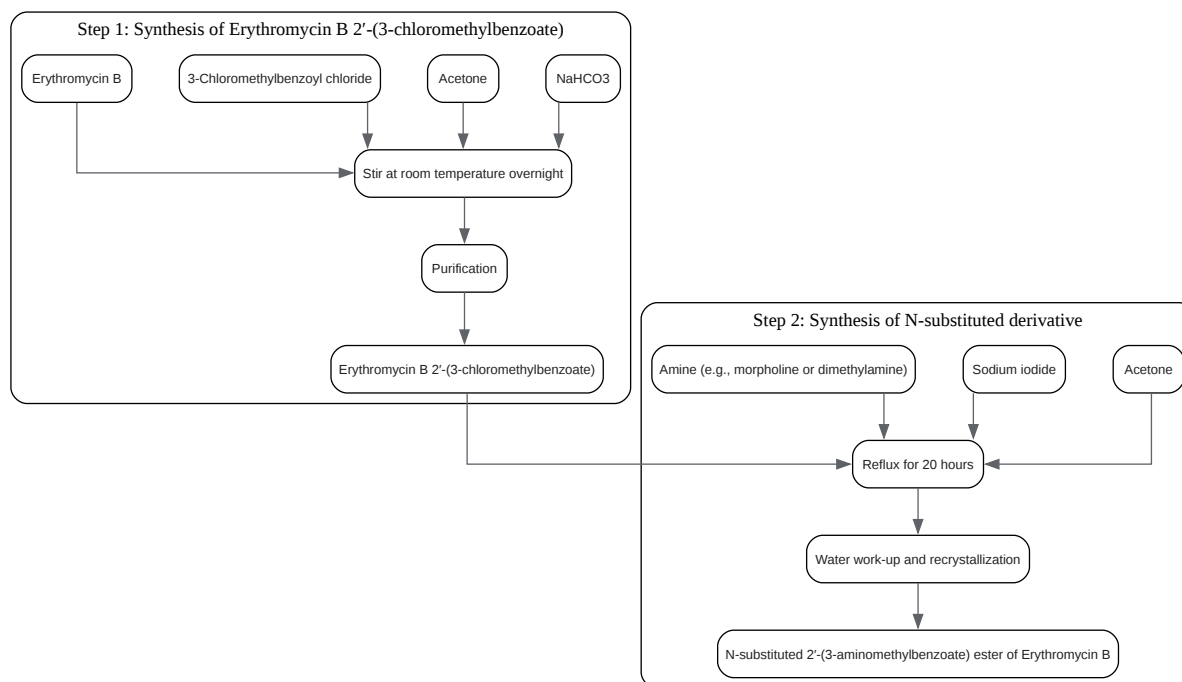 Step 1: Synthesis of Erythromycin B 2′-(3-chloromethylbenzoate)
Erythromycin B
3-Chloromethylbenzoyl chloride
Acetone
NaHCO3
Stir at room temperature overnight
Purification
Erythromycin B 2′-(3-chloromethylbenzoate)
Step 2: Synthesis of N-substituted derivative
Amine (e.g., morpholine or dimethylamine)
Sodium iodide
Acetone
Reflux for 20 hours
Water work-up and recrystallization
N-substituted 2′-(3-aminomethylbenzoate) ester of Erythromycin B